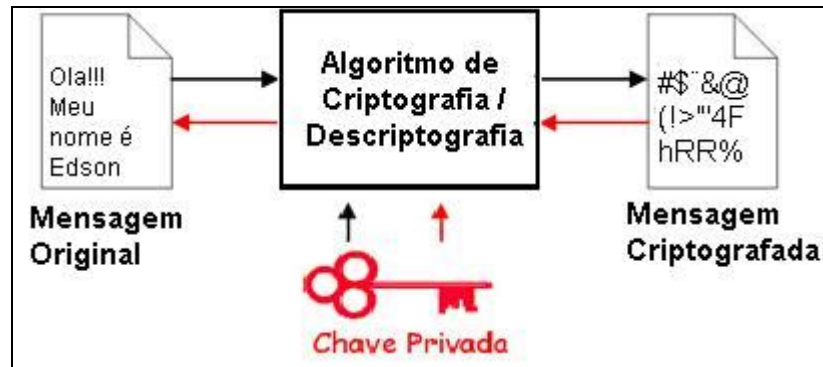 Ola!!!
Meu
nome é
Edson
Mensagem
Original
Algoritmo de
Criptografia /
Descriptografia
Chave Privada
#$¨&@
(!>"'4F
hRR%
Mensagem
Criptografada